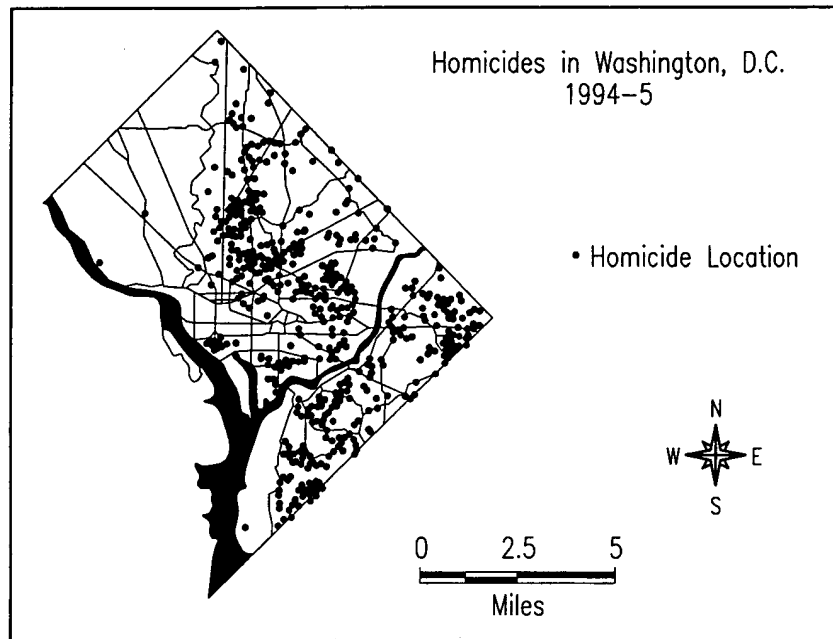 Homicides in Washington, D.C.
1994-5
• Homicide Location
N
W E
S
0 2.5 5
Miles